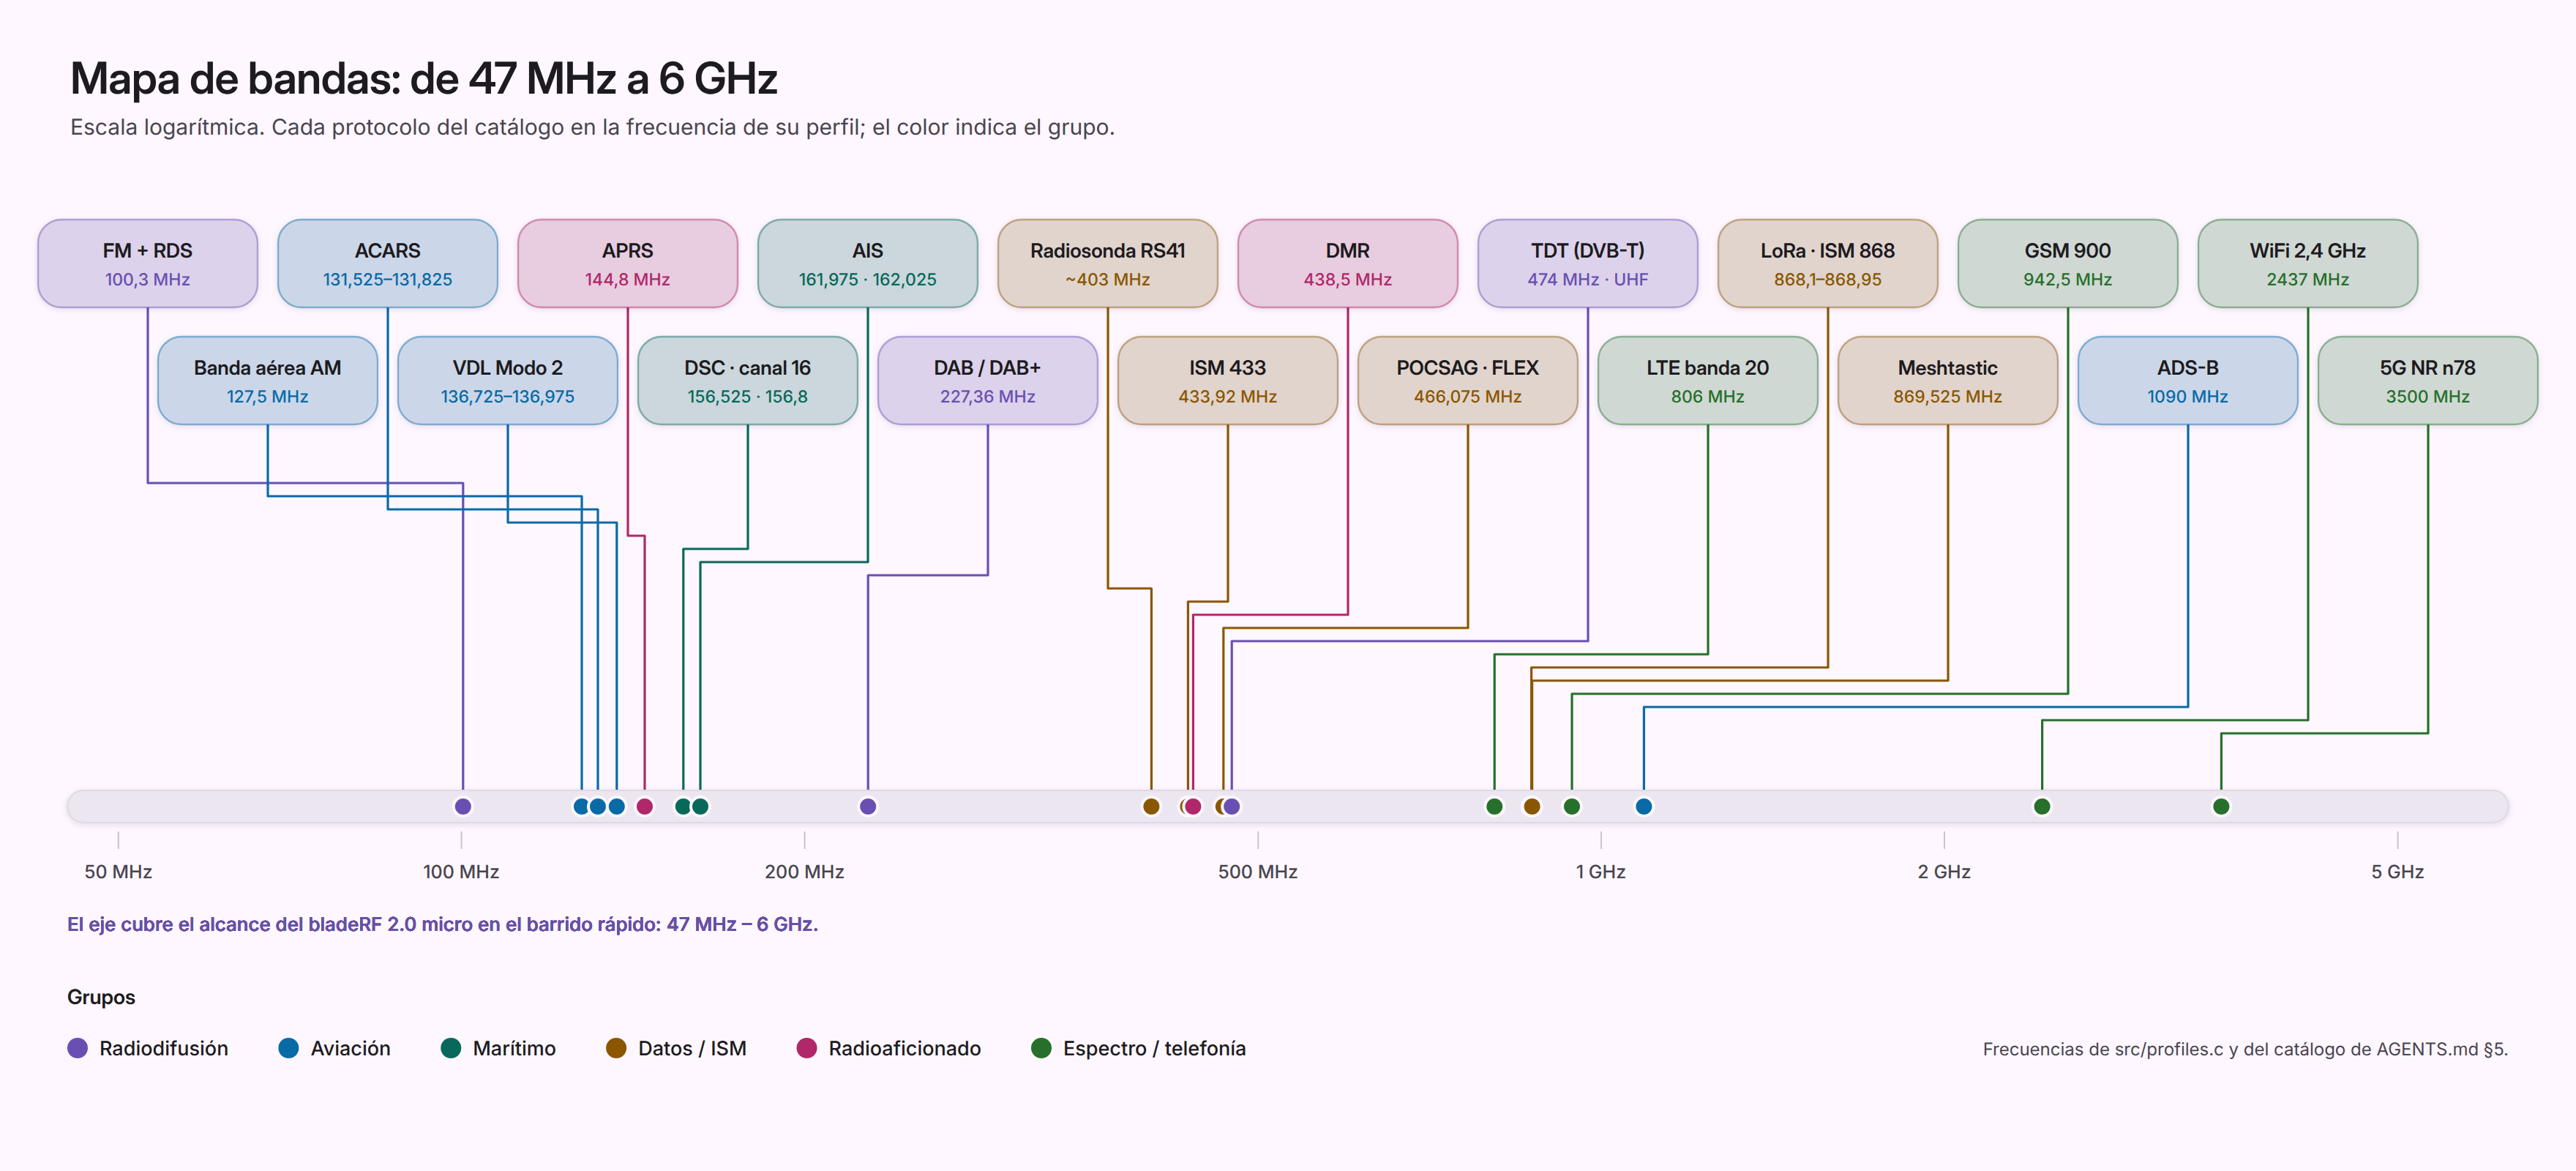 Mapa de bandas: de 47 MHz a 6 GHz
Escala logarítmica. Cada protocolo del catálogo en la frecuencia de su perfil; el color indica el grupo.
FM + RDS
100,3 MHz
ACARS
131,525–131,825
APRS
144,8 MHz
AIS
161,975 · 162,025
Radiosonda RS41
~403 MHz
DMR
438,5 MHz
TDT (DVB-T)
474 MHz · UHF
LoRa · ISM 868
868,1–868,95
GSM 900
942,5 MHz
WiFi 2,4 GHz
2437 MHz
Banda aérea AM
127,5 MHz
VDL Modo 2
136,725–136,975
DSC · canal 16
156,525 · 156,8
DAB / DAB+
227,36 MHz
ISM 433
433,92 MHz
POCSAG · FLEX
466,075 MHz
LTE banda 20
806 MHz
Meshtastic
869,525 MHz
ADS-B
1090 MHz
5G NR n78
3500 MHz
50 MHz
100 MHz
200 MHz
500 MHz
1 GHz
2 GHz
5 GHz
El eje cubre el alcance del bladeRF 2.0 micro en el barrido rápido: 47 MHz – 6 GHz.
Grupos
Radiodifusión
Aviación
Marítimo
Datos / ISM
Radioaficionado
Espectro / telefonía
Frecuencias de src/profiles.c y del catálogo de AGENTS.md §5.